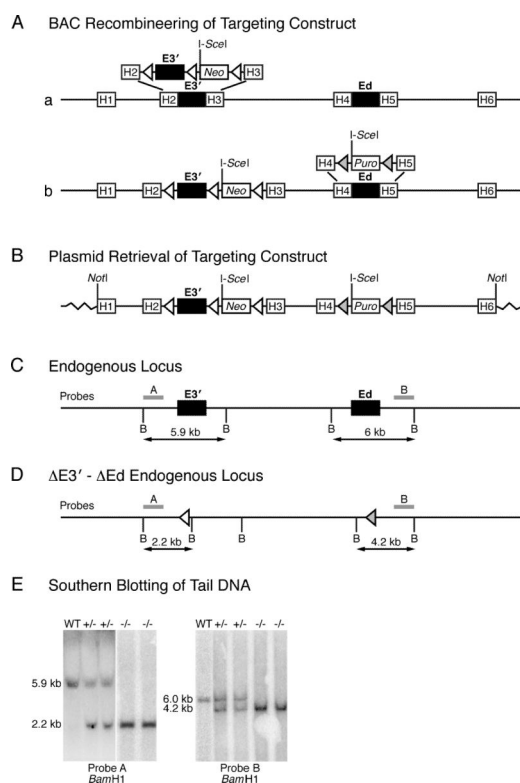 A BAC Recombineering of Targeting Construct
I-SceI
E3′
H2 Neo H3
E3′ Ed
a H1 H2 H3 H4 H5 H6
I-SceI
H4 Puro H5
I-SceI
E3′ Ed
b H1 H2 Neo H3 H4 H5 H6
B Plasmid Retrieval of Targeting Construct
NotI I-SceI I-SceI NotI
E3′
H1 H2 Neo H3 H4 Puro H5 H6
C Endogenous Locus
Probes A E3′ Ed B
B B B B
5.9 kb 6 kb
D ΔE3′ - ΔEd Endogenous Locus
Probes A B
B B B B B
2.2 kb 4.2 kb
E Southern Blotting of Tail DNA
WT +/- +/- -/- -/- WT +/- +/- -/- -/-
5.9 kb 6.0 kb
4.2 kb
2.2 kb
Probe A Probe B
BamH1 BamH1